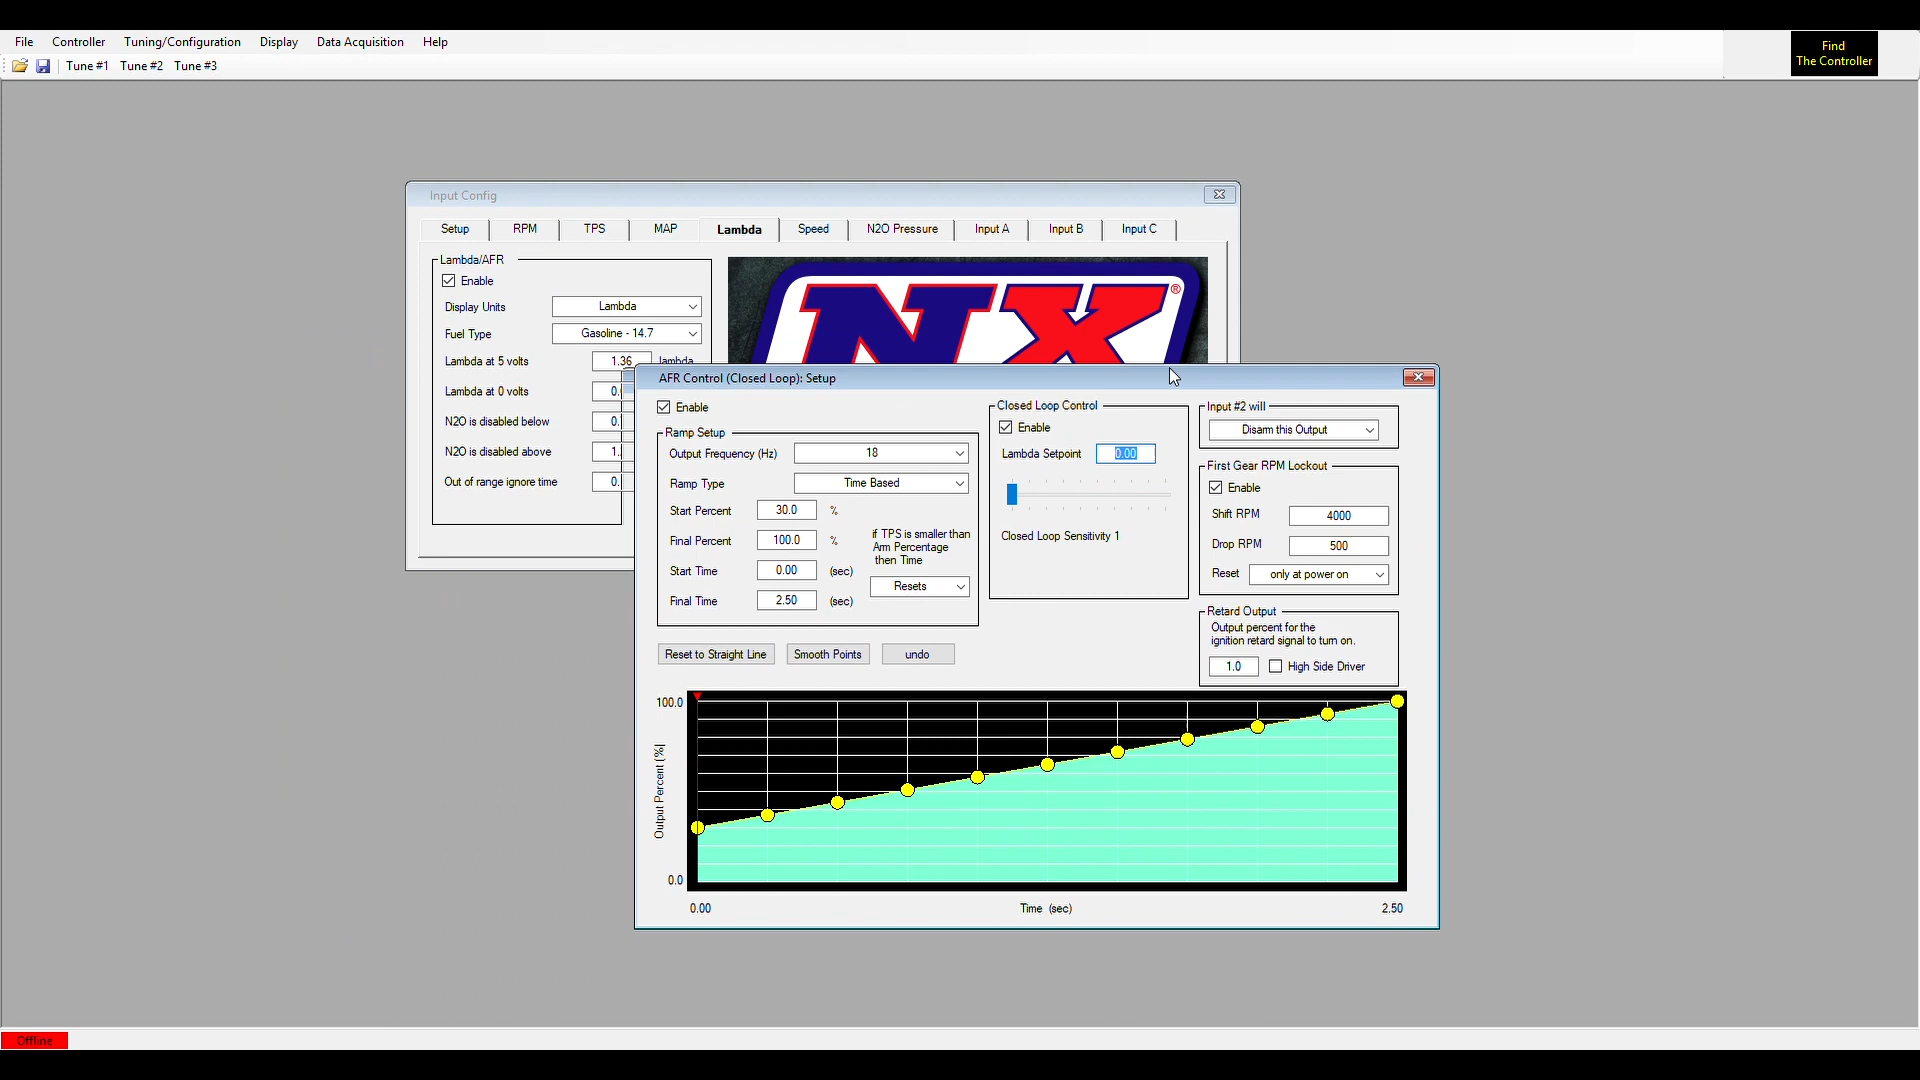 File Controller Tuning/Configuration Display Data Acquisition Help
Tune #1 Tune #2 Tune #3
Find
The Controller
Input Config
Setup RPM TPS MAP Lambda Speed N2O Pressure Input A Input B Input C
Lambda/AFR
Enable
Display Units Lambda
Fuel Type Gasoline - 14.7
Lambda at 5 volts 1.36 lambda
Lambda at 0 volts 0.
N2O is disabled below 0.
N2O is disabled above 1.
Out of range ignore time 0.
NX ®
AFR Control (Closed Loop): Setup
Enable
Ramp Setup
Output Frequency (Hz) 18
Ramp Type Time Based
Start Percent 30.0 %
Final Percent 100.0 %
Start Time 0.00 (sec)
Final Time 2.50 (sec)
if TPS is smaller than
Arm Percentage
then Time
Resets
Closed Loop Control
Enable
Lambda Setpoint 0.00
Closed Loop Sensitivity 1
Input #2 will
Disarm this Output
First Gear RPM Lockout
Enable
Shift RPM 4000
Drop RPM 500
Reset only at power on
Retard Output
Output percent for the
ignition retard signal to turn on.
1.0 High Side Driver
Reset to Straight Line Smooth Points undo
100.0
Output Percent (%)
0.0
0.00 Time (sec) 2.50
Offline